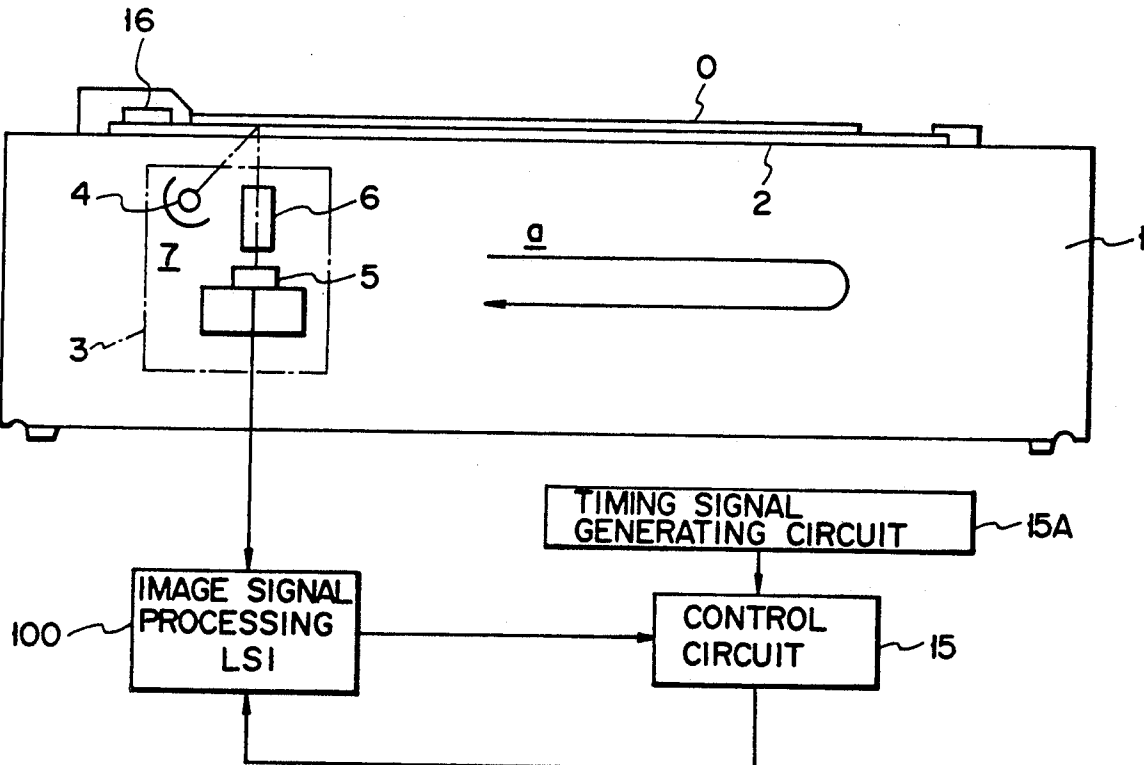 16
O
4
6
2
1
7
a
5
3
TIMING SIGNAL
GENERATING CIRCUIT
15A
IMAGE SIGNAL
PROCESSING
LSI
100
CONTROL
CIRCUIT
15